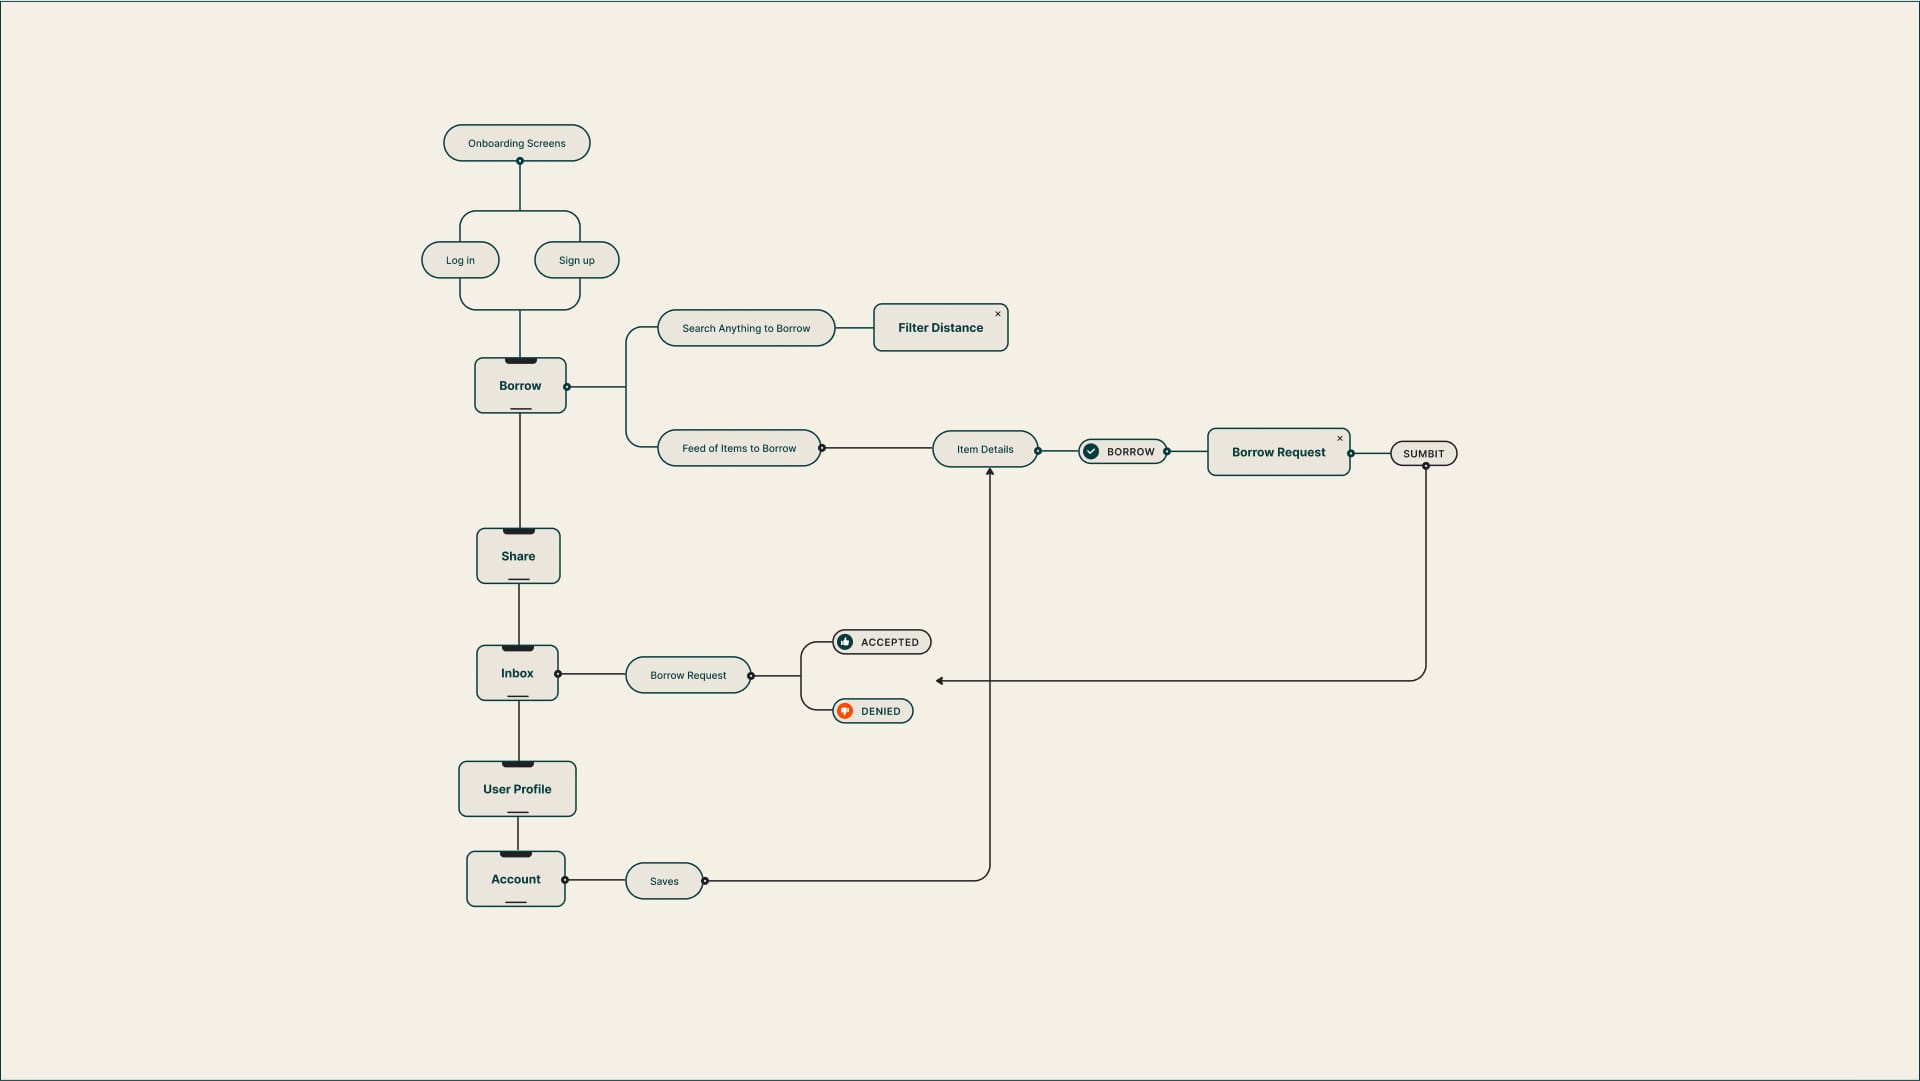 Onboarding Screens
Log in
Sign up
Search Anything to Borrow
Filter Distance
Borrow
Feed of Items to Borrow
Item Details
BORROW
Borrow Request
SUMBIT
Share
ACCEPTED
Inbox
Borrow Request
DENIED
User Profile
Account
Saves